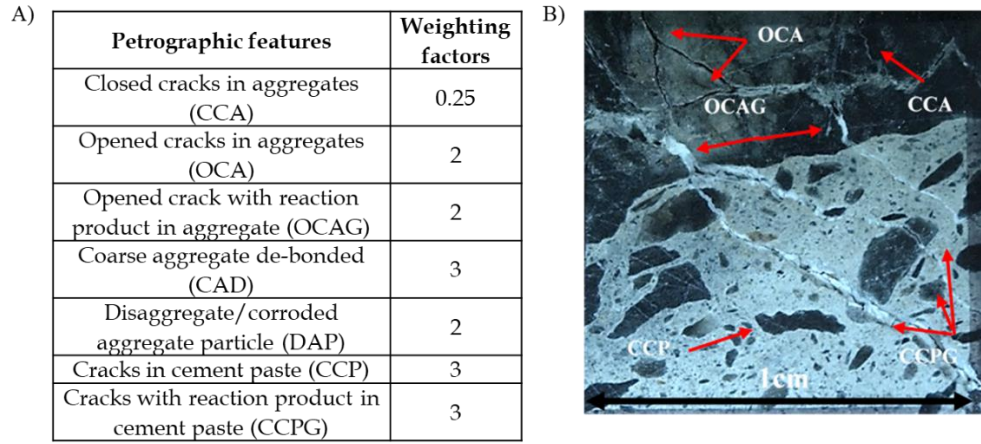 A)
Petrographic features Weighting factors
Closed cracks in aggregates (CCA) 0.25
Opened cracks in aggregates (OCA) 2
Opened crack with reaction product in aggregate (OCAG) 2
Coarse aggregate de-bonded (CAD) 3
Disaggregate/corroded aggregate particle (DAP) 2
Cracks in cement paste (CCP) 3
Cracks with reaction product in cement paste (CCPG) 3
B)
OCA
OCAG
CCA
CCP
CCPG
1cm